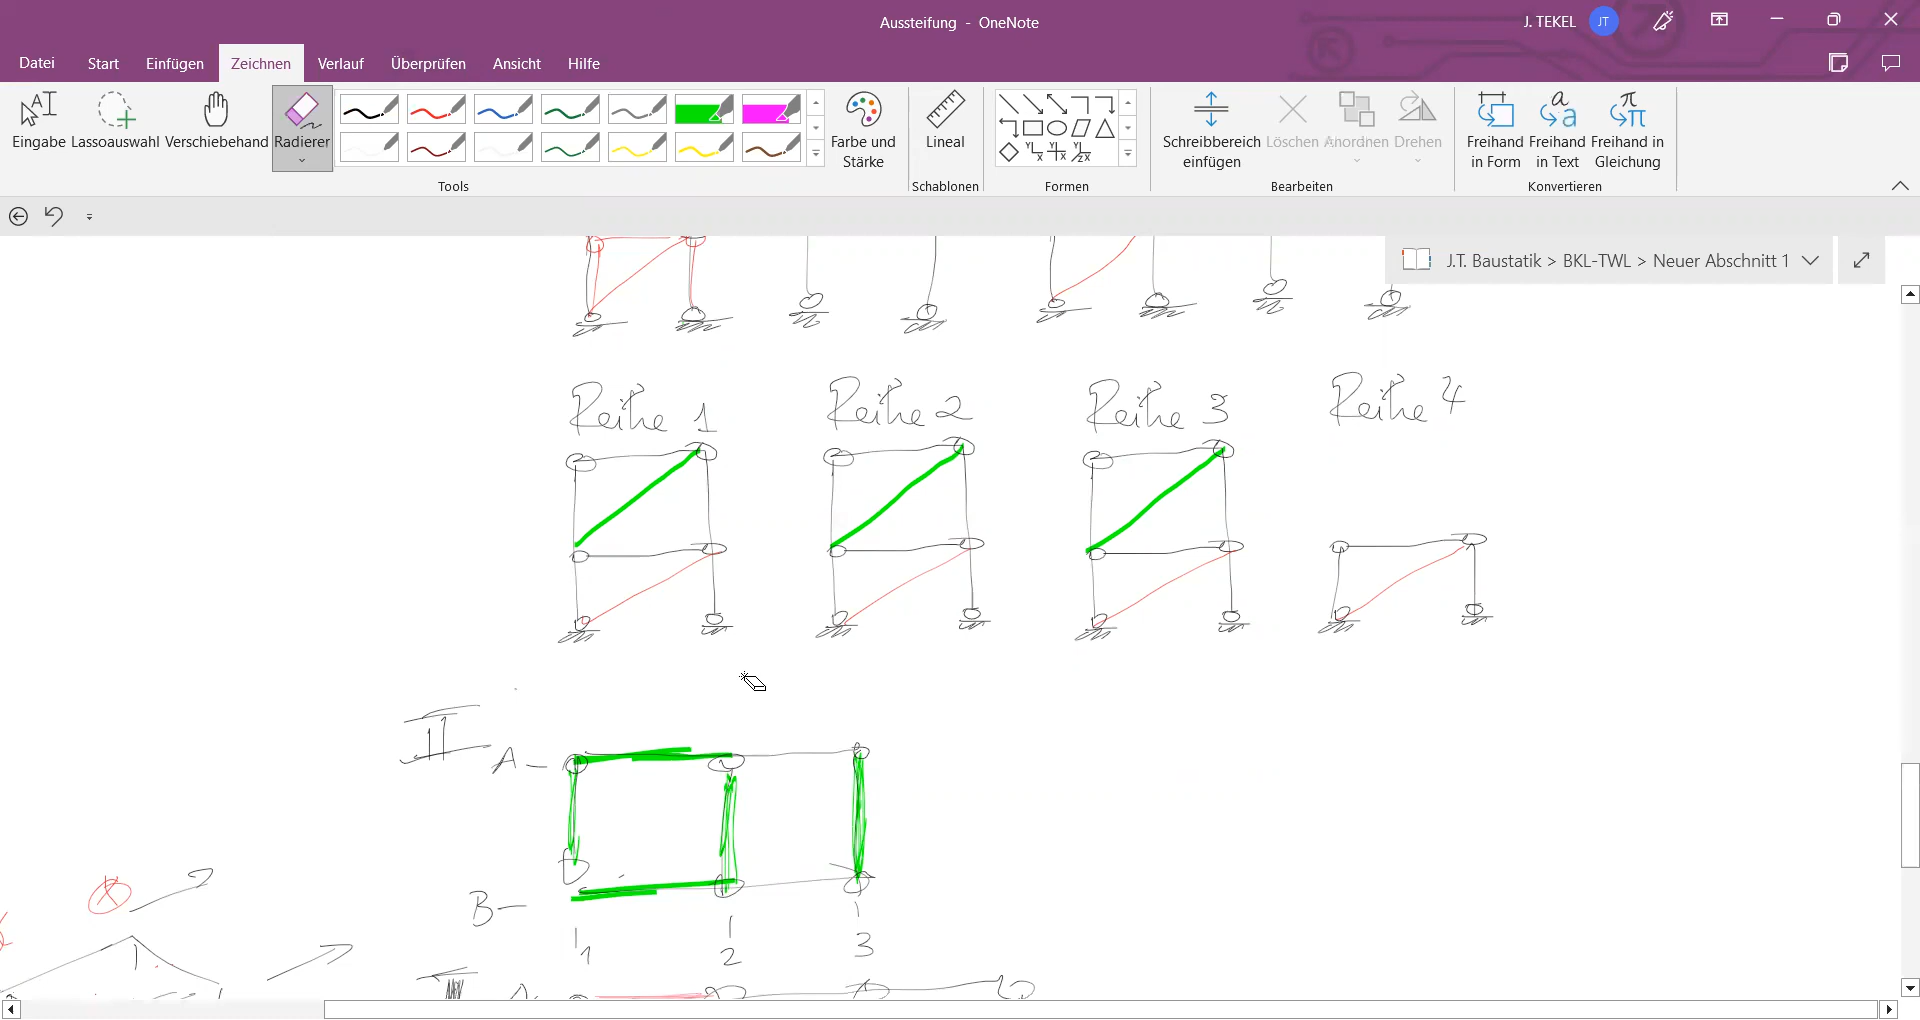 Aussteifung - OneNote
J. TEKEL JT
Datei Start Einfügen Zeichnen Verlauf Überprüfen Ansicht Hilfe
Eingabe Lassoauswahl Verschiebehand Radierer
Farbe und Stärke
Lineal
Schreibbereich einfügen
Löschen Anordnen Drehen
Freihand in Form
Freihand in Text
Freihand in Gleichung
Tools Schablonen Formen Bearbeiten Konvertieren
J.T. Baustatik > BKL-TWL > Neuer Abschnitt 1
Reihe 1 Reihe 2 Reihe 3 Reihe 4
II
A -
B -
1 2 3